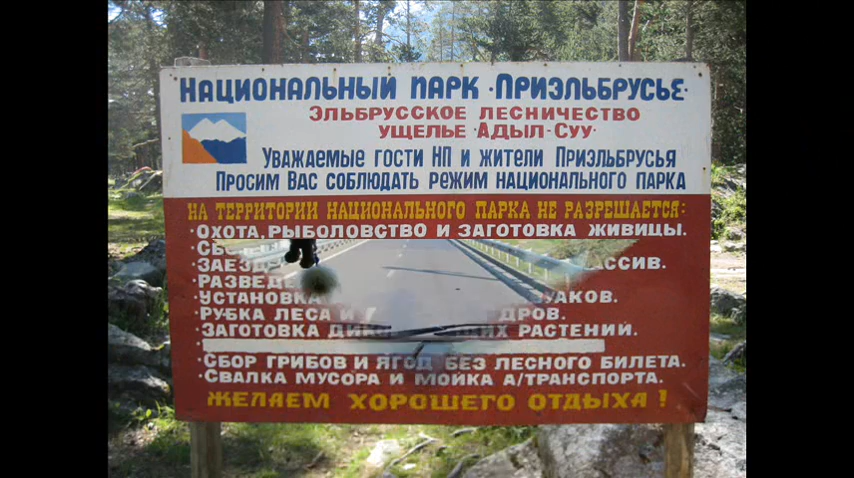 Национальный парк ·Приэльбрусье·
Эльбрусское лесничество
ущелье ·Адыл-Суу·
Уважаемые гости НП и жители Приэльбрусья
Просим Вас соблюдать режим национального парка
На территории национального парка не разрешается:
·Охота, рыболовство и заготовка живицы.
·Заезд
·Установка
·Рубка леса и
·Заготовка растений.
·Сбор грибов и ягод без лесного билета.
·Свалка мусора и мойка а/транспорта.
Желаем хорошего отдыха!